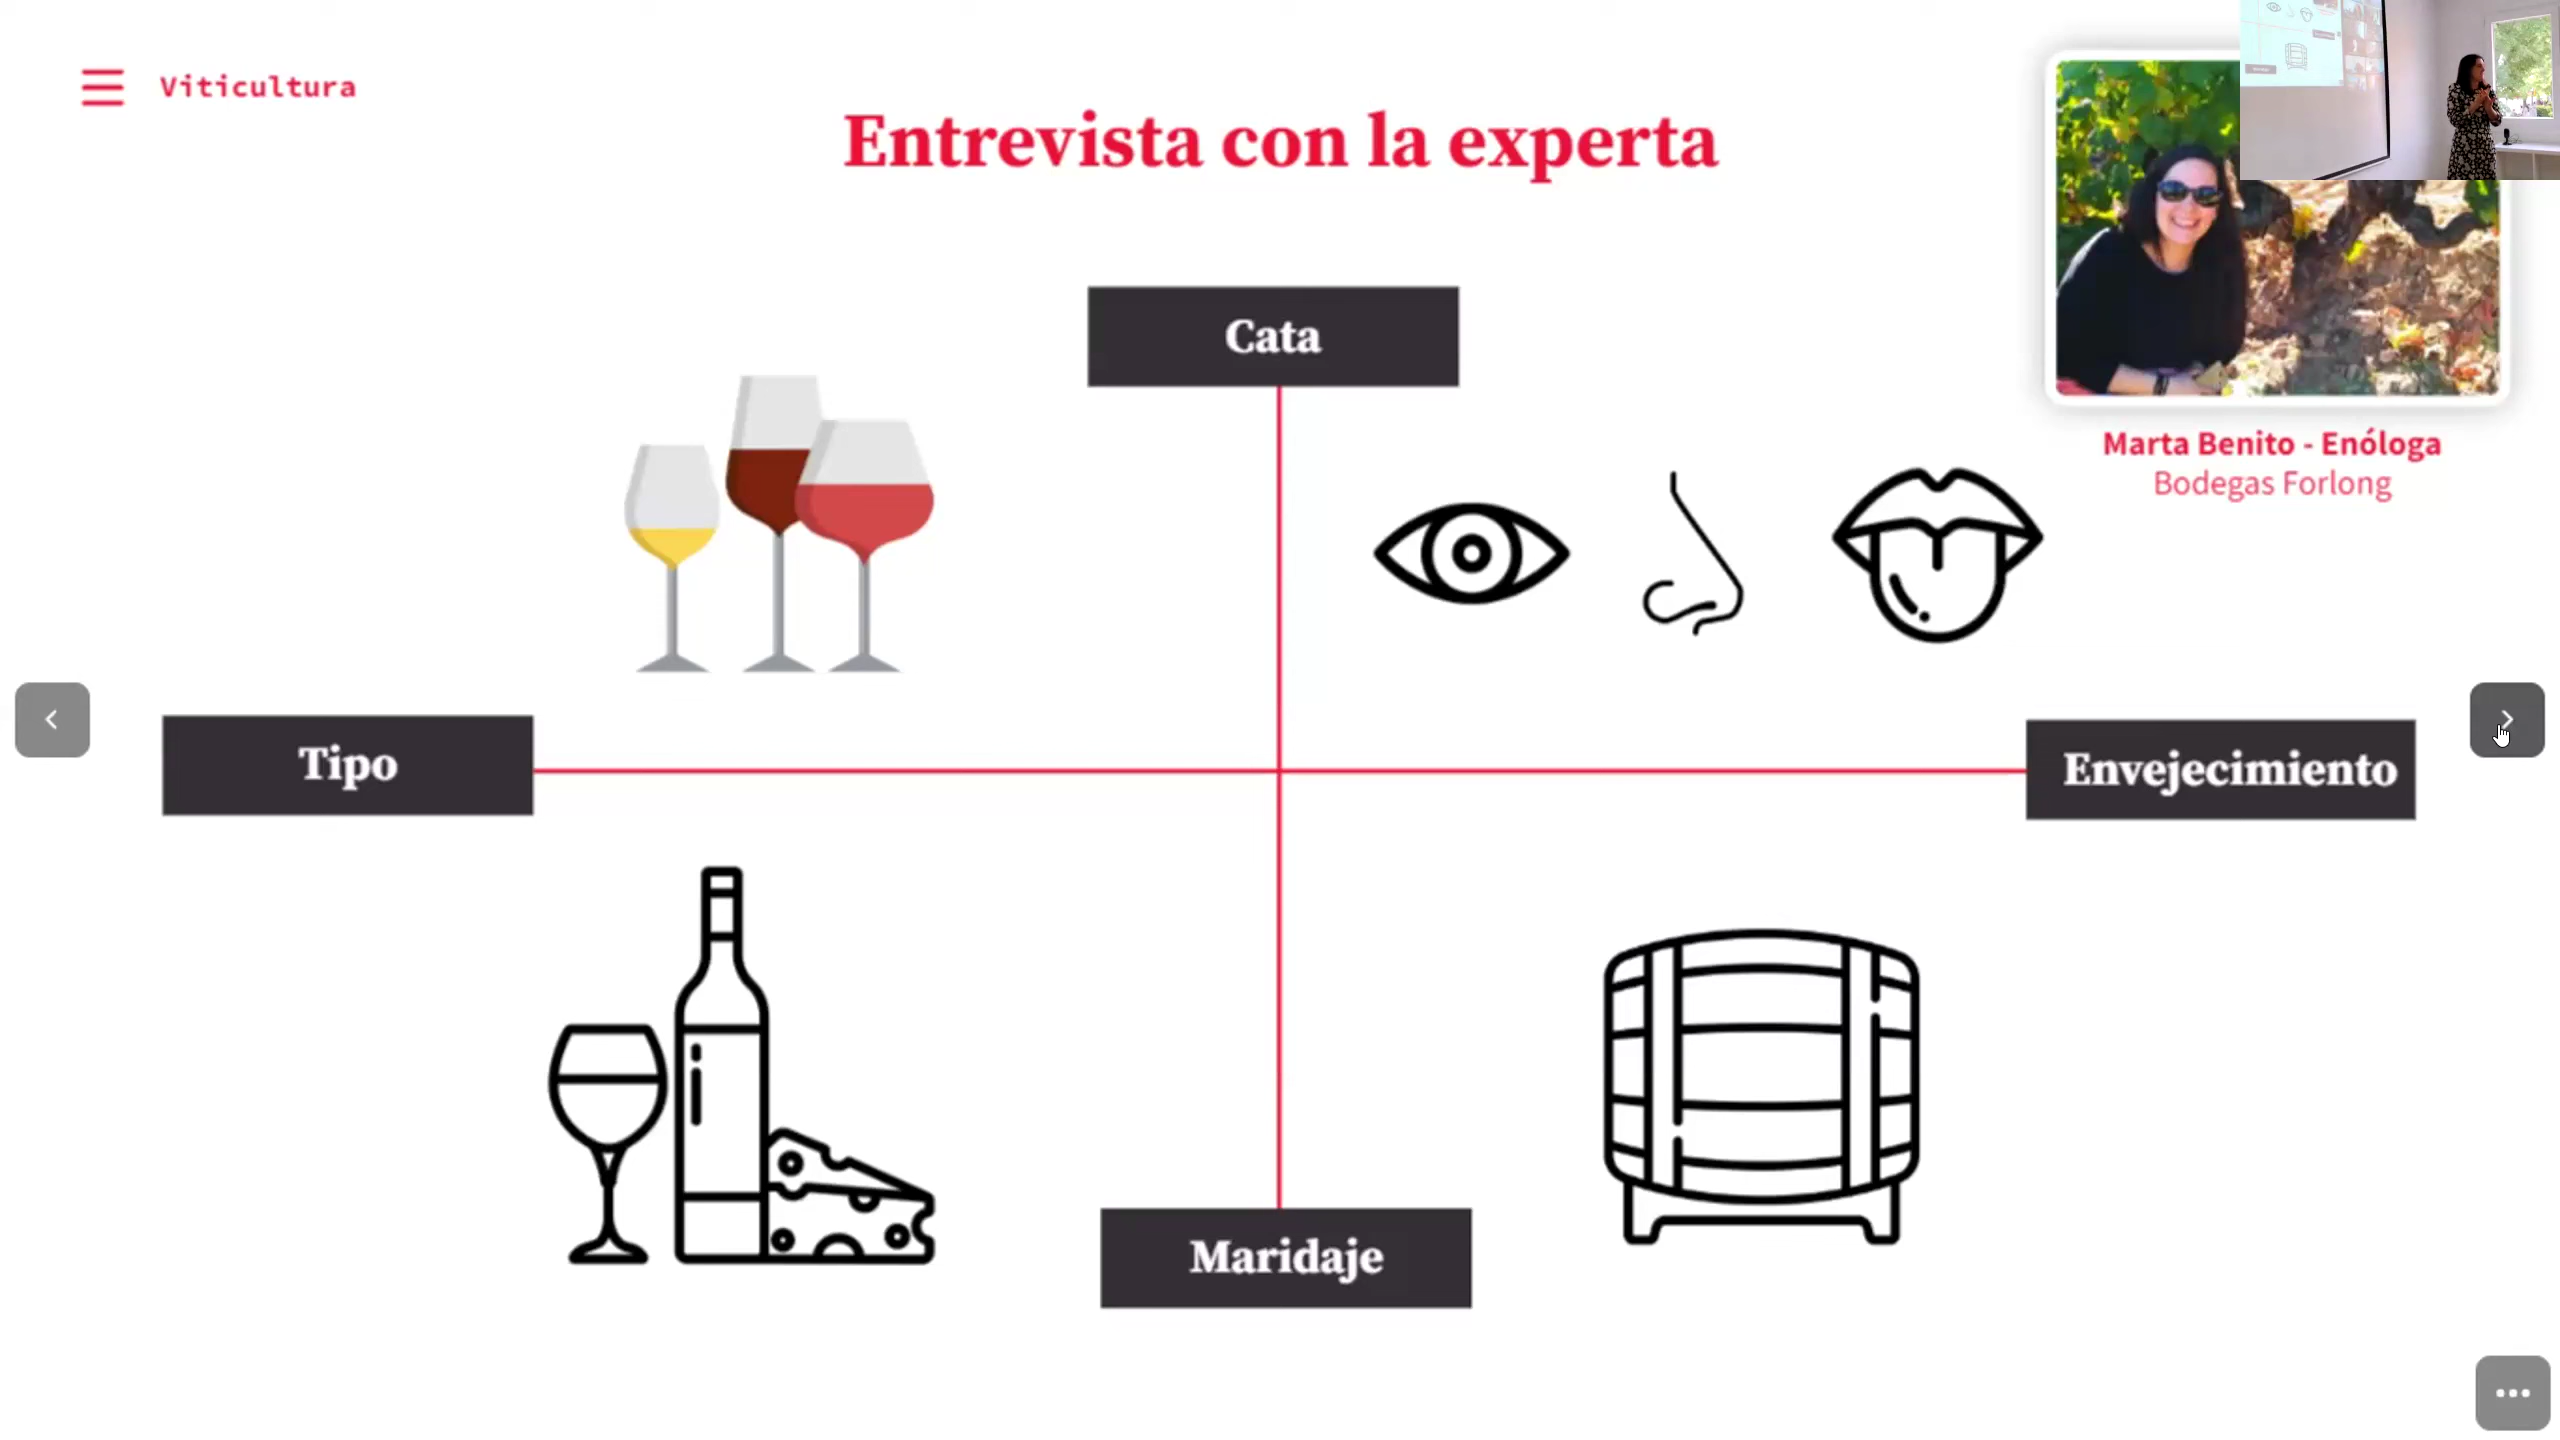 Viticultura
Entrevista con la experta
Cata
Marta Benito - Enóloga
Bodegas Forlong
Tipo
Envejecimiento
Maridaje